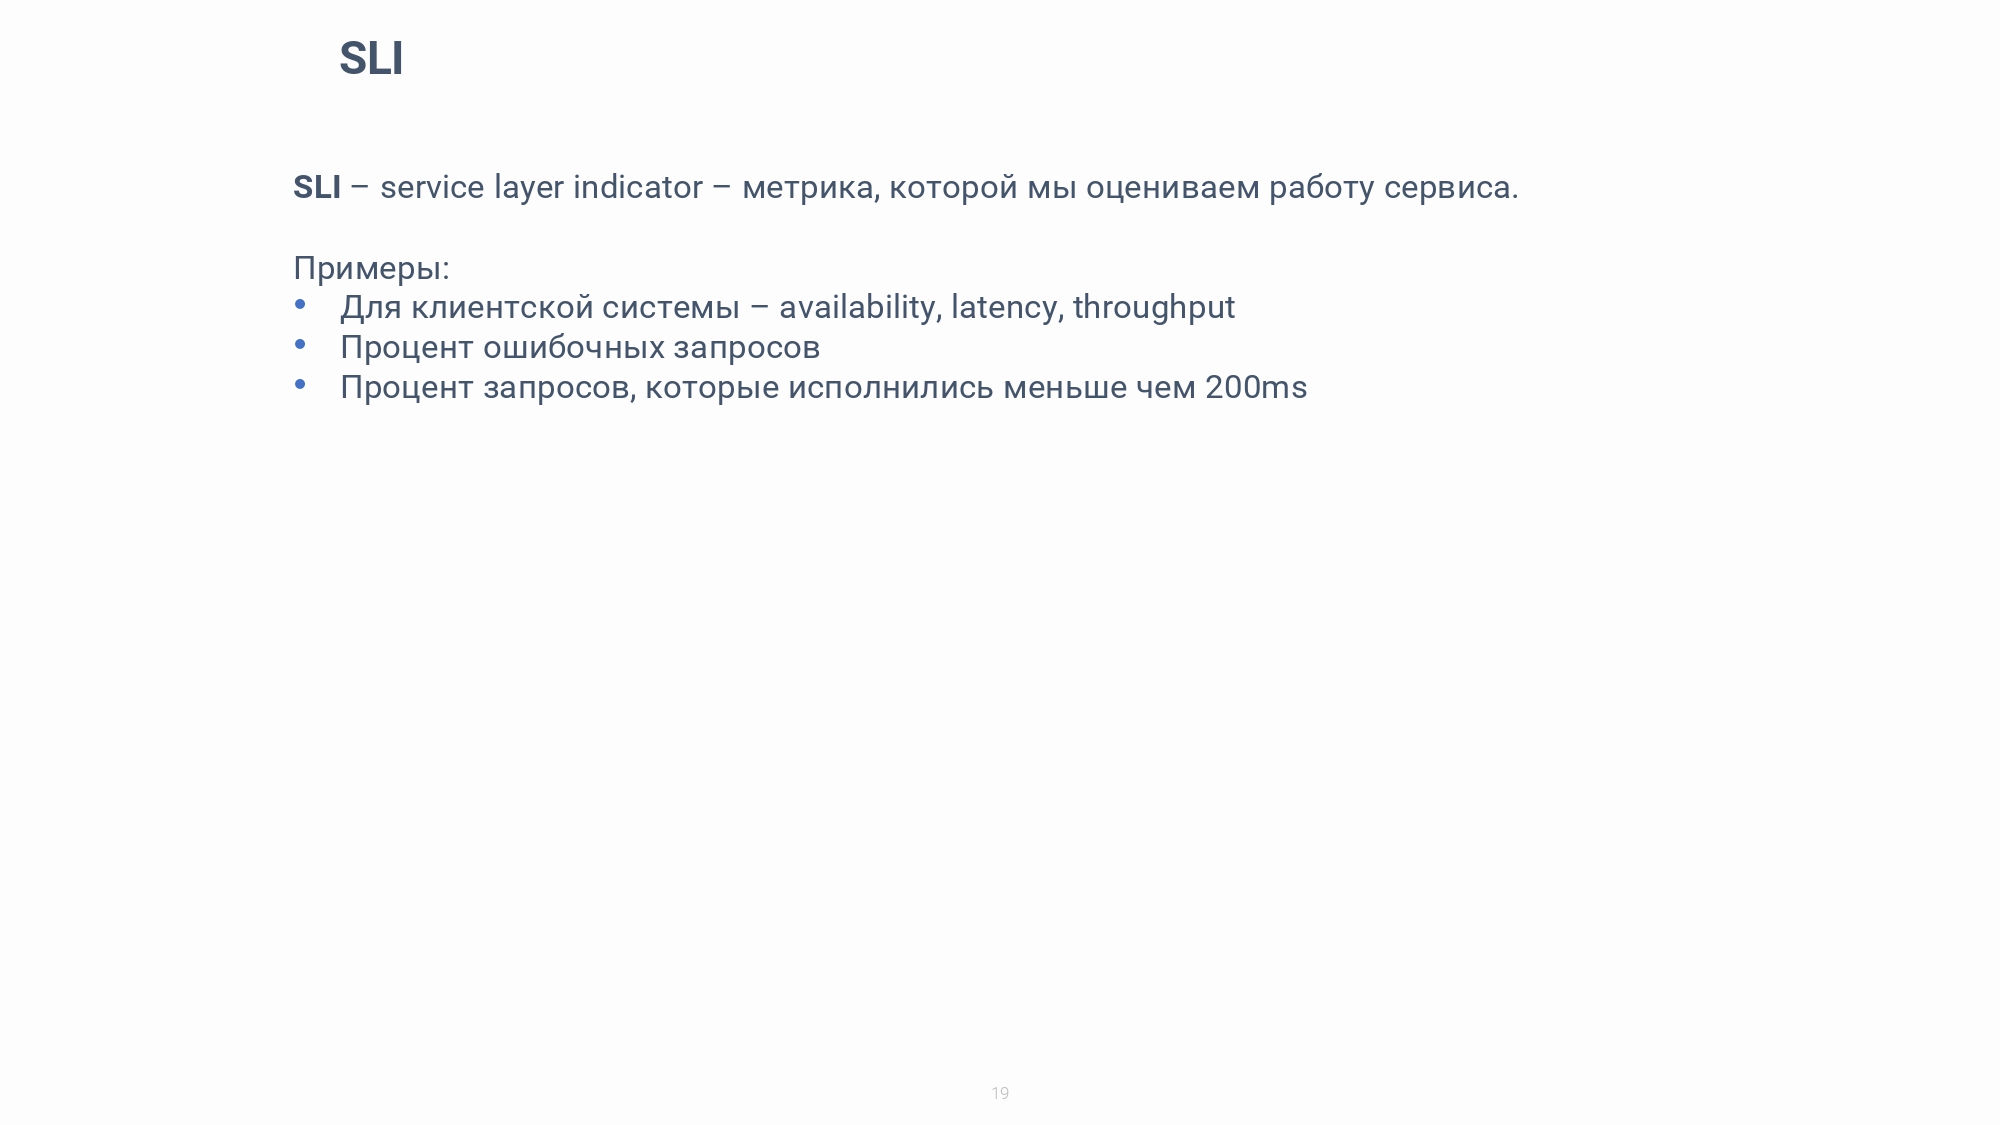 SLI
SLI – service layer indicator – метрика, которой мы оцениваем работу сервиса.
Примеры:
• Для клиентской системы – availability, latency, throughput
• Процент ошибочных запросов
• Процент запросов, которые исполнились меньше чем 200ms
19